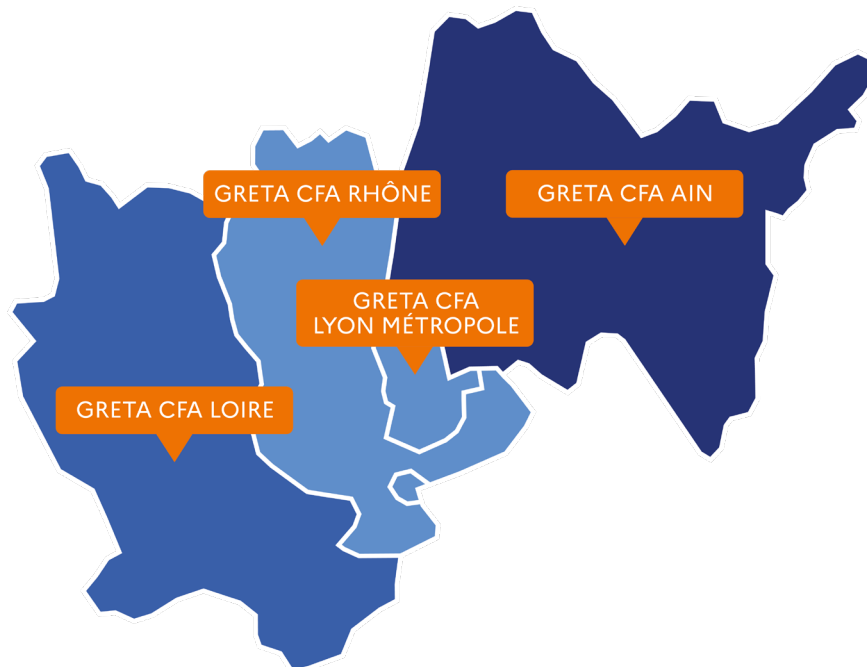 GRETA CFA RHÔNE
GRETA CFA AIN
GRETA CFA
LYON MÉTROPOLE
GRETA CFA LOIRE